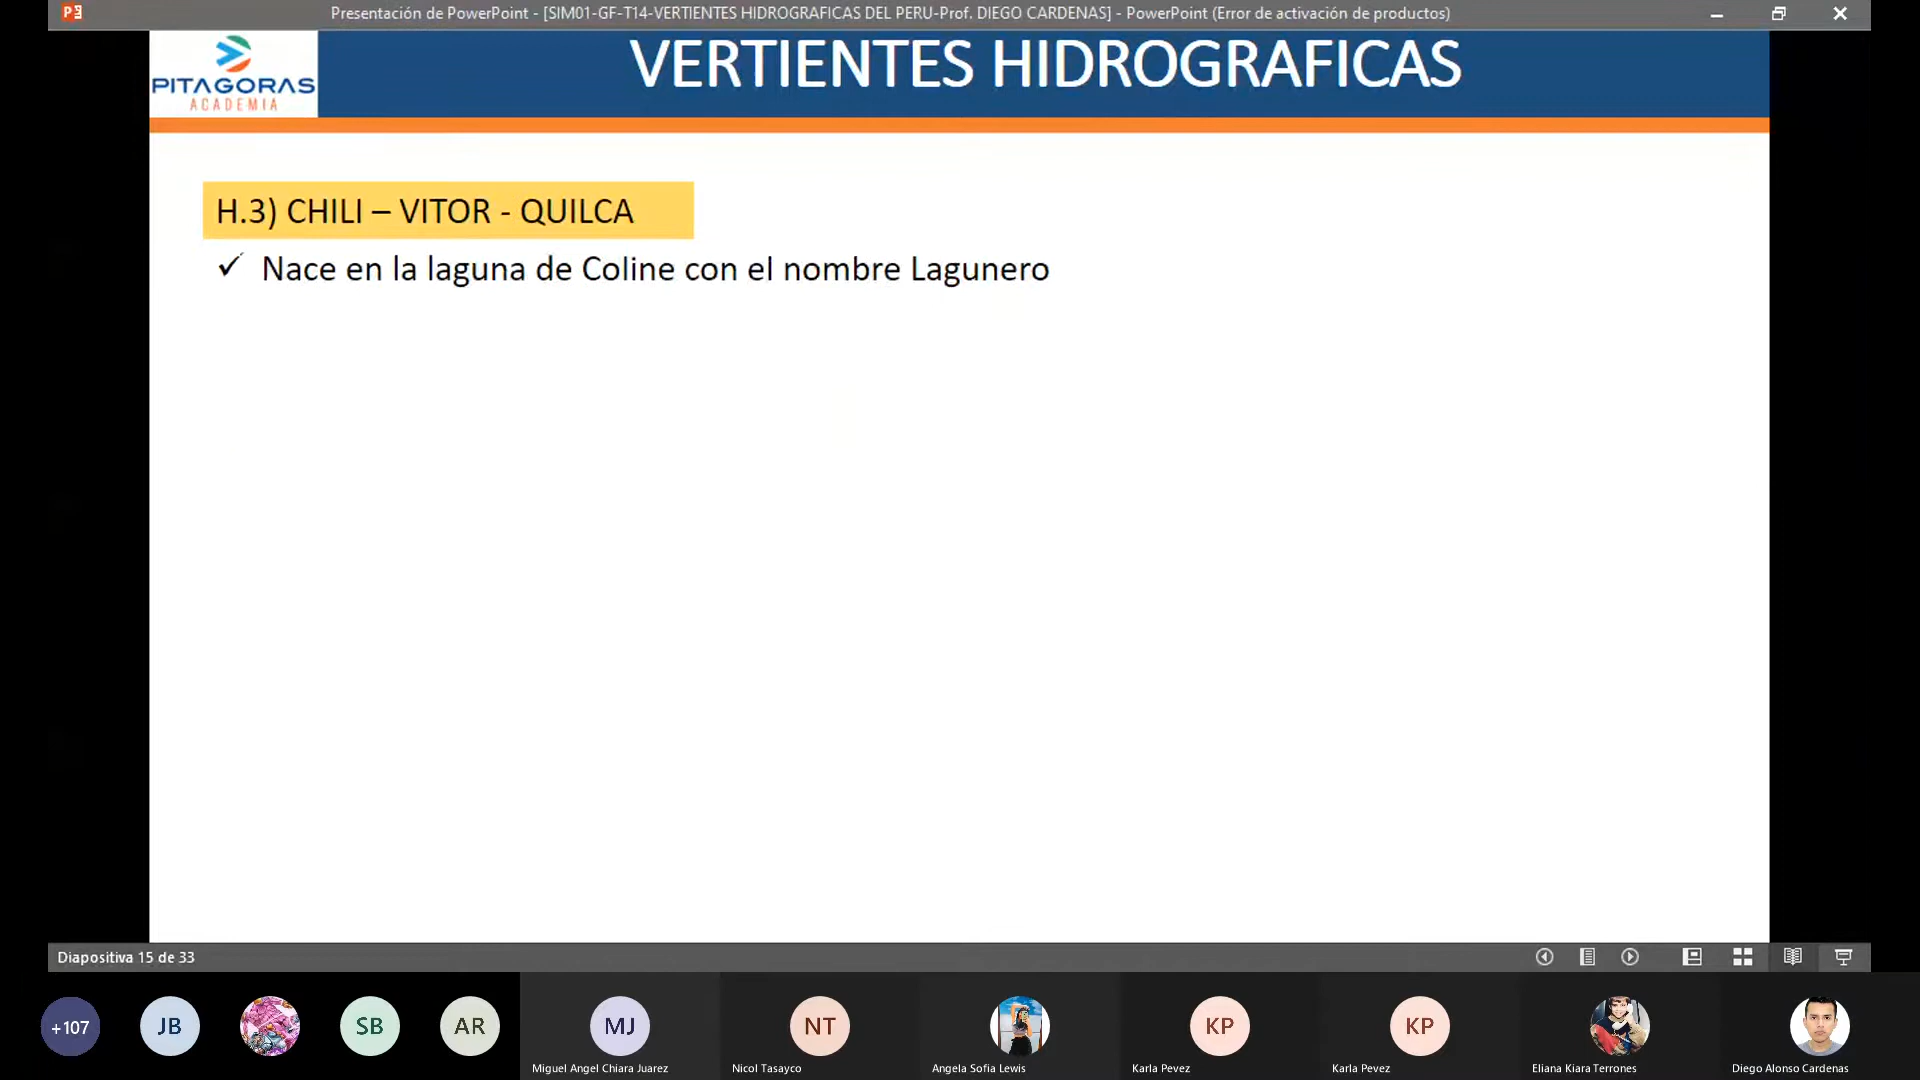 Presentación de PowerPoint - [SIM01-GF-T14-VERTIENTES HIDROGRAFICAS DEL PERU-Prof. DIEGO CARDENAS] - PowerPoint (Error de activación de productos)
PITAGORAS
ACADEMIA
VERTIENTES HIDROGRAFICAS
H.3) CHILI – VITOR - QUILCA
✓ Nace en la laguna de Coline con el nombre Lagunero
Diapositiva 15 de 33
+107
JB
SB
AR
MJ
NT
KP
KP
Miguel Angel Chiara Juarez
Nicol Tasayco
Angela Sofia Lewis
Karla Pevez
Karla Pevez
Eliana Kiara Terrones
Diego Alonso Cardenas